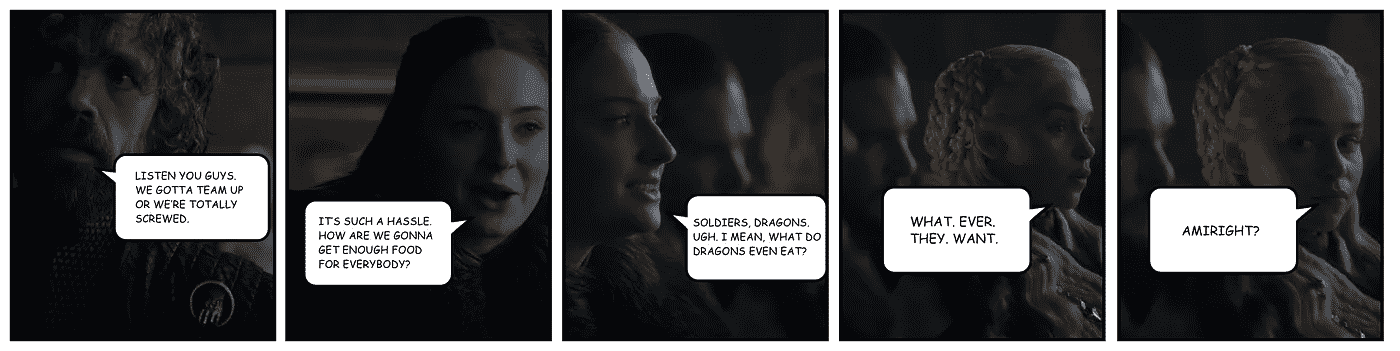 LISTEN YOU GUYS.
WE GOTTA TEAM UP
OR WE'RE TOTALLY
SCREWED.
IT'S SUCH A HASSLE.
HOW ARE WE GONNA
GET ENOUGH FOOD
FOR EVERYBODY?
SOLDIERS, DRAGONS.
UGH. I MEAN, WHAT DO
DRAGONS EVEN EAT?
WHAT. EVER.
THEY. WANT.
AMIRIGHT?